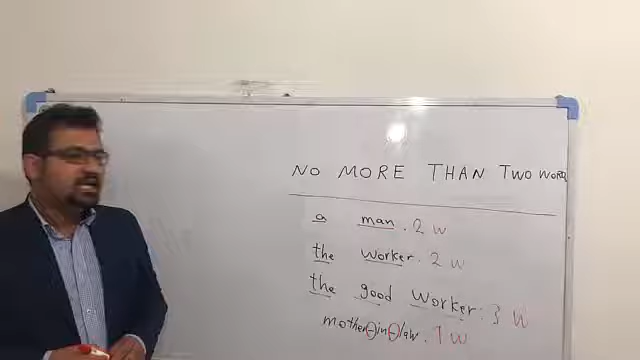 NO MORE THAN TWO WORD
a man. 2 W
the worker. 2 W
the good worker. 3 W
mother-in-law. 1 W